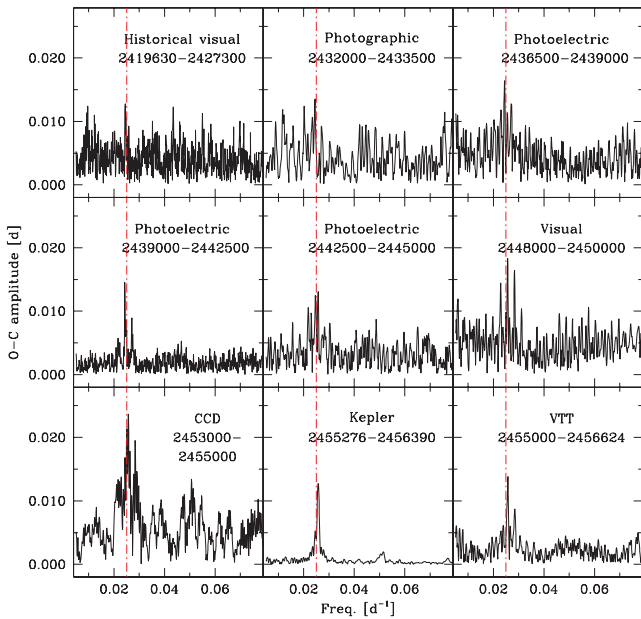 Historical visual
2419630−2427300
Photographic
2432000−2433500
Photoelectric
2436500−2439000
0.020
0.010
0.000
Photoelectric
2439000−2442500
Photoelectric
2442500−2445000
Visual
2448000−2450000
0.020
0.010
0.000
O−C amplitude [d]
CCD
2453000−
2455000
Kepler
2455276−2456390
VTT
2455000−2456624
0.020
0.010
0.000
0.02 0.04 0.06 0.02 0.04 0.06 0.02 0.04 0.06
Freq. [d⁻¹]